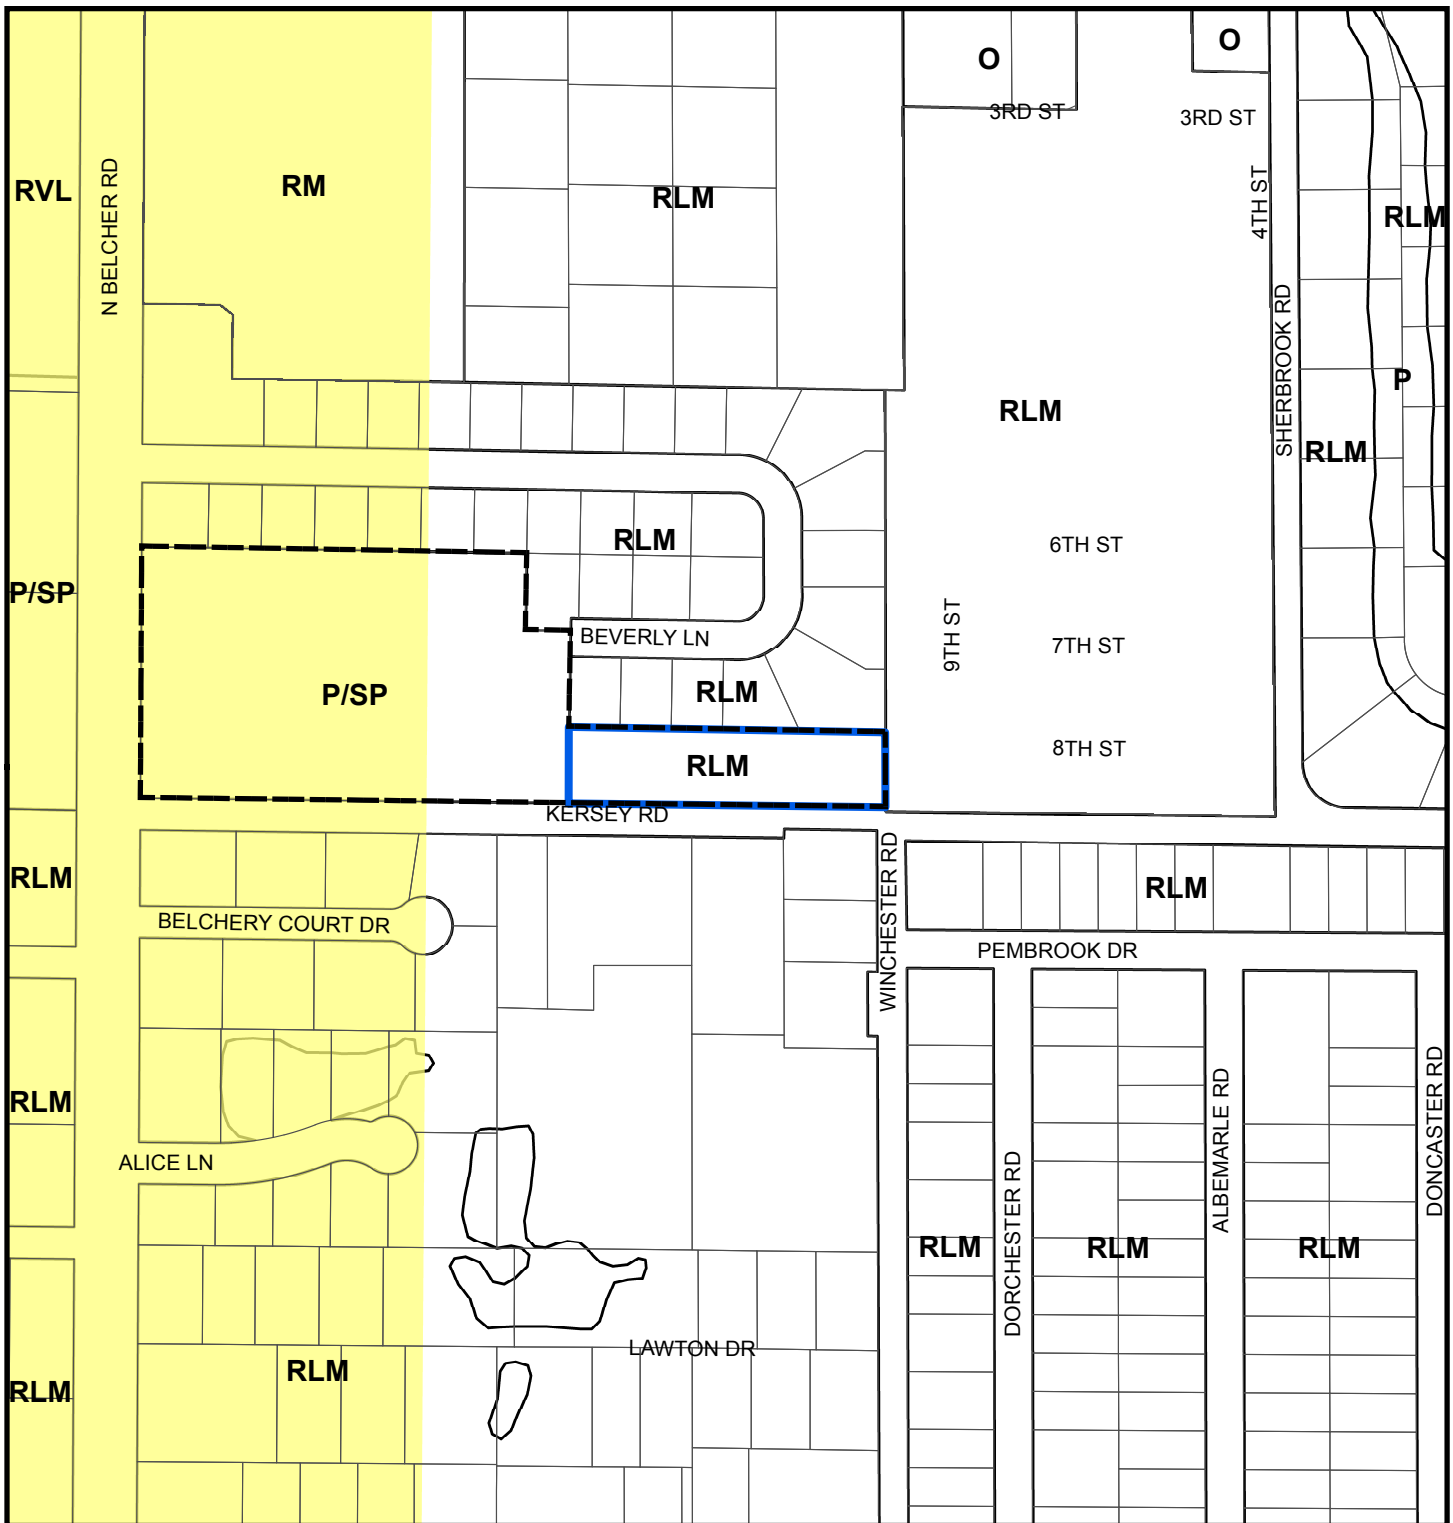 O
O
3RD ST
3RD ST
RVL
N BELCHER RD
RM
RLM
4TH ST
RLM
SHERBROOK RD
P
RLM
RLM
RLM
6TH ST
P/SP
9TH ST
BEVERLY LN
7TH ST
P/SP
RLM
8TH ST
RLM
KERSEY RD
RLM
WINCHESTER RD
RLM
BELCHERY COURT DR
PEMBROOK DR
RLM
ALICE LN
DORCHESTER RD
ALBEMARLE RD
DONCASTER RD
RLM
RLM
RLM
LAWTON DR
RLM
RLM